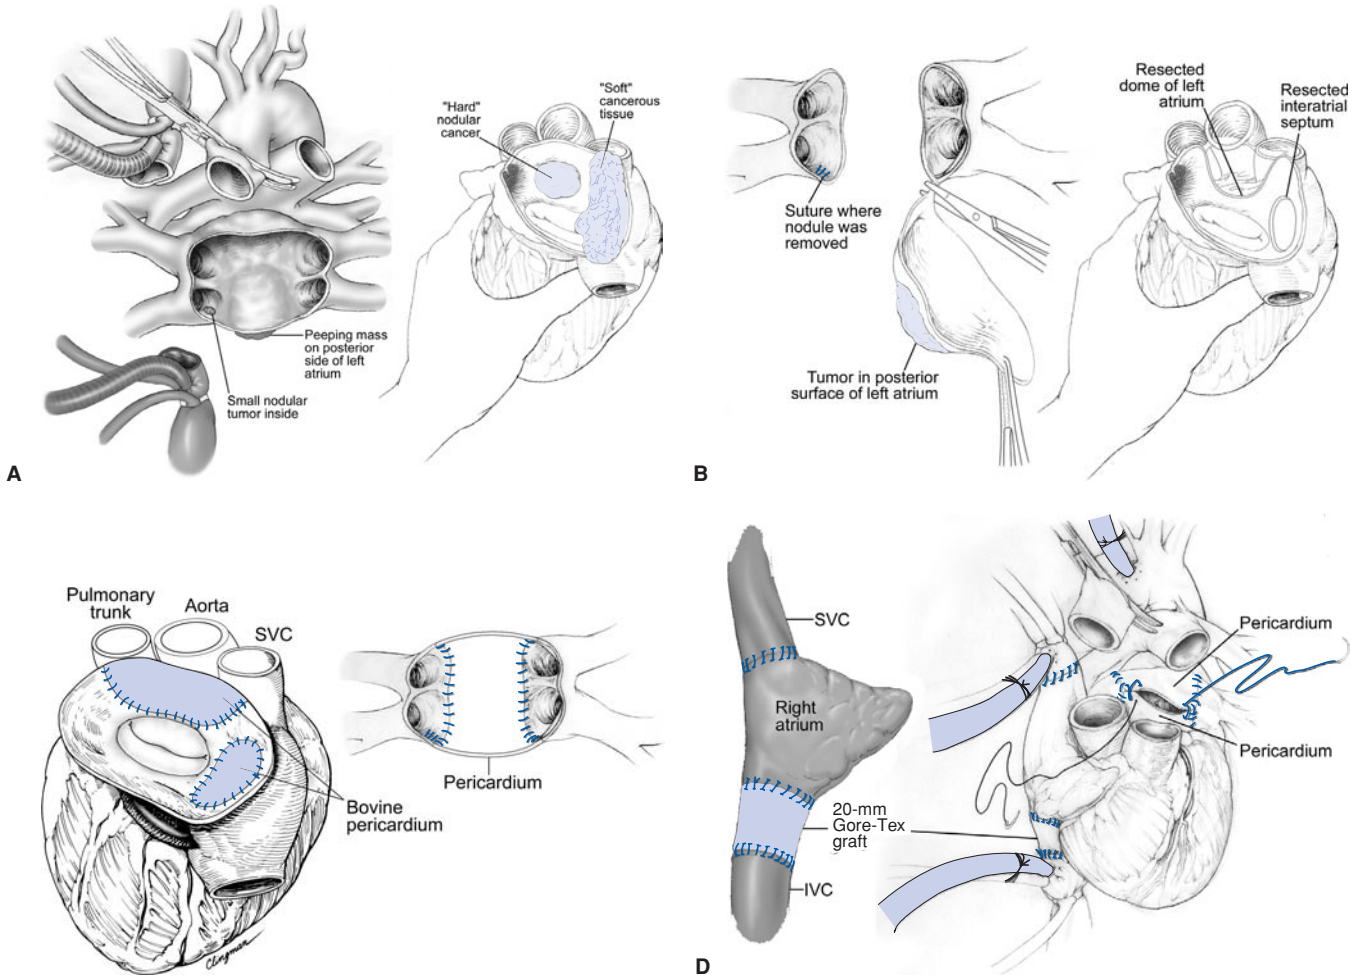 "Hard"
nodular
cancer
"Soft"
cancerous
tissue
Peeping mass
on posterior
side of left
atrium
Small nodular
tumor inside
A
Resected
dome of left
atrium
Resected
interatrial
septum
Suture where
nodule was
removed
Tumor in posterior
surface of left atrium
B
Pulmonary
trunk
Aorta
SVC
Pericardium
Bovine
pericardium
Clingman
SVC
Right
atrium
20-mm
Gore-Tex
graft
IVC
Pericardium
Pericardium
D